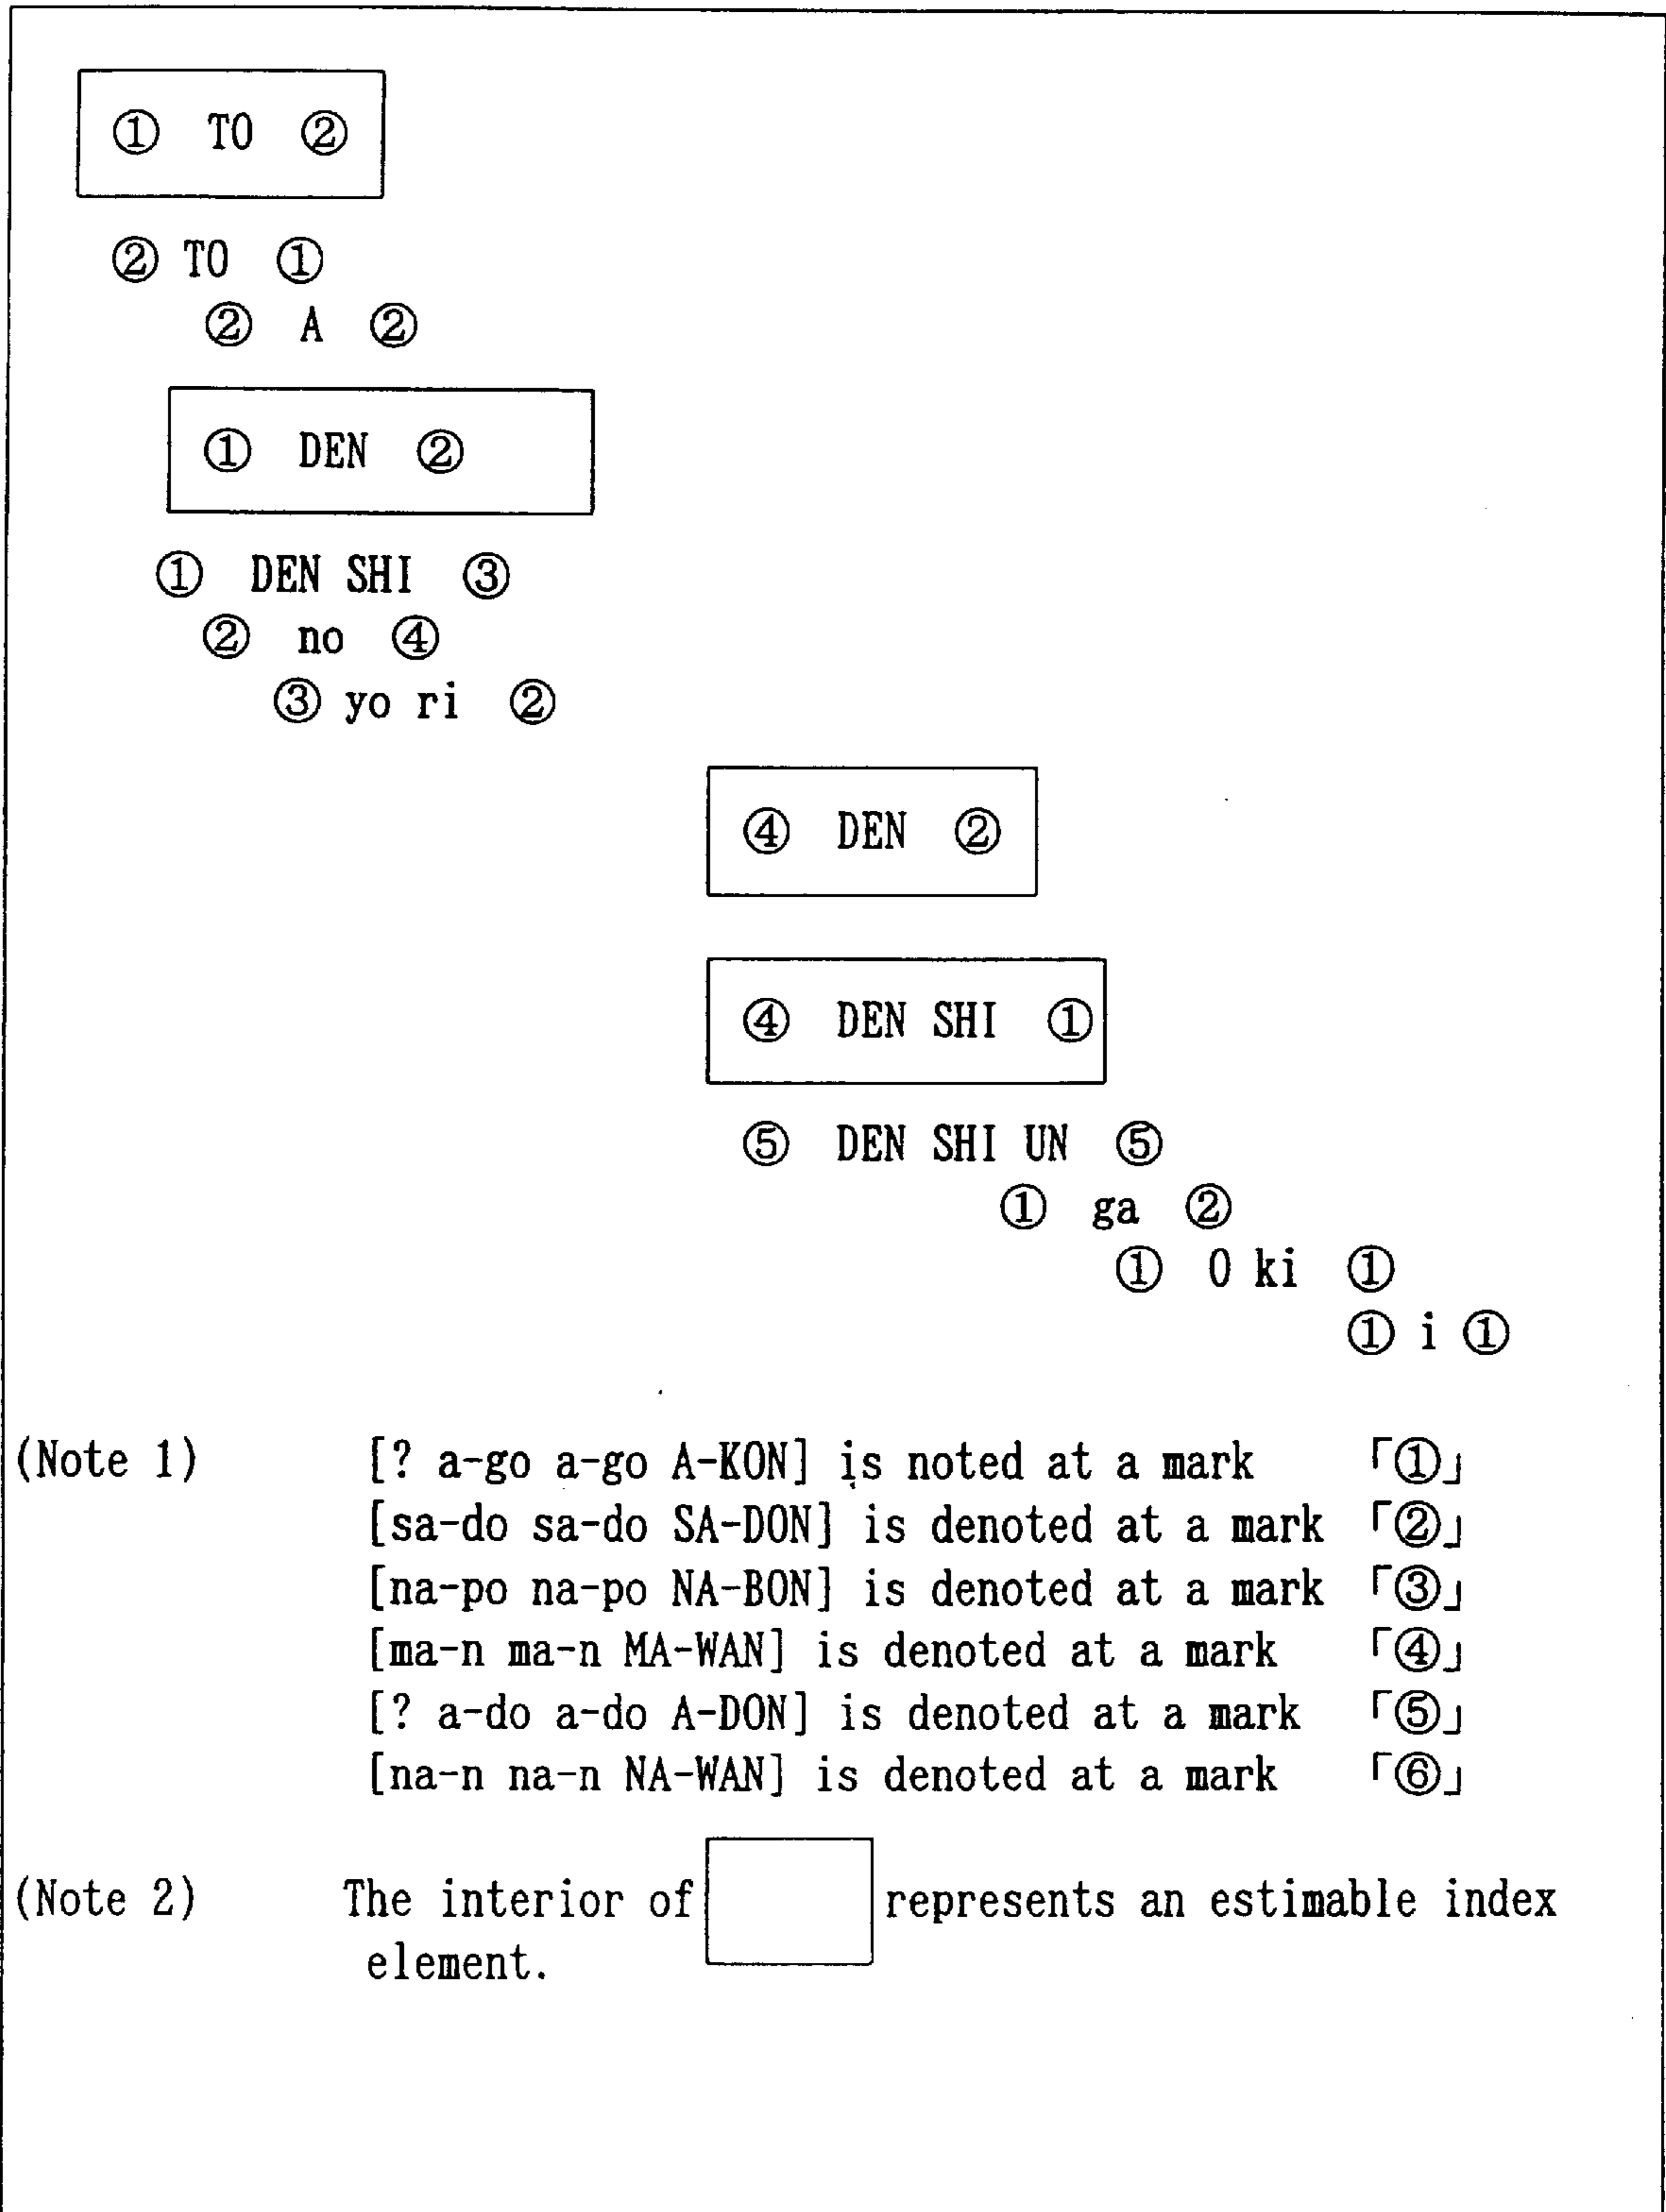 ① TO ②
② TO ①
② A ②
① DEN ②
① DEN SHI ③
② no ④
③ yo ri ②
④ DEN ②
④ DEN SHI ①
⑤ DEN SHI UN ⑤
① ga ②
① O ki ①
① i ①
(Note 1) [? a-go a-go A-KON] is noted at a mark 「①」
[sa-do sa-do SA-DON] is denoted at a mark 「②」
[na-po na-po NA-BON] is denoted at a mark 「③」
[ma-n ma-n MA-WAN] is denoted at a mark 「④」
[? a-do a-do A-DON] is denoted at a mark 「⑤」
[na-n na-n NA-WAN] is denoted at a mark 「⑥」
(Note 2) The interior of represents an estimable index
element.